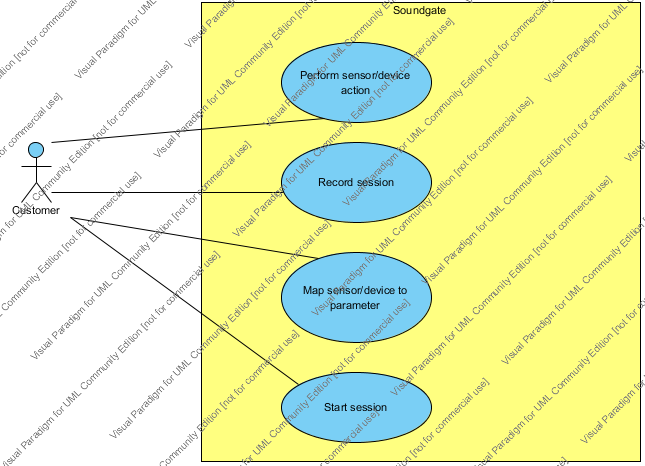 Soundgate
Perform sensor/device
action
Record session
Customer
Map sensor/device to
parameter
Start session
Visual Paradigm for UML Community Edition [not for commercial use]